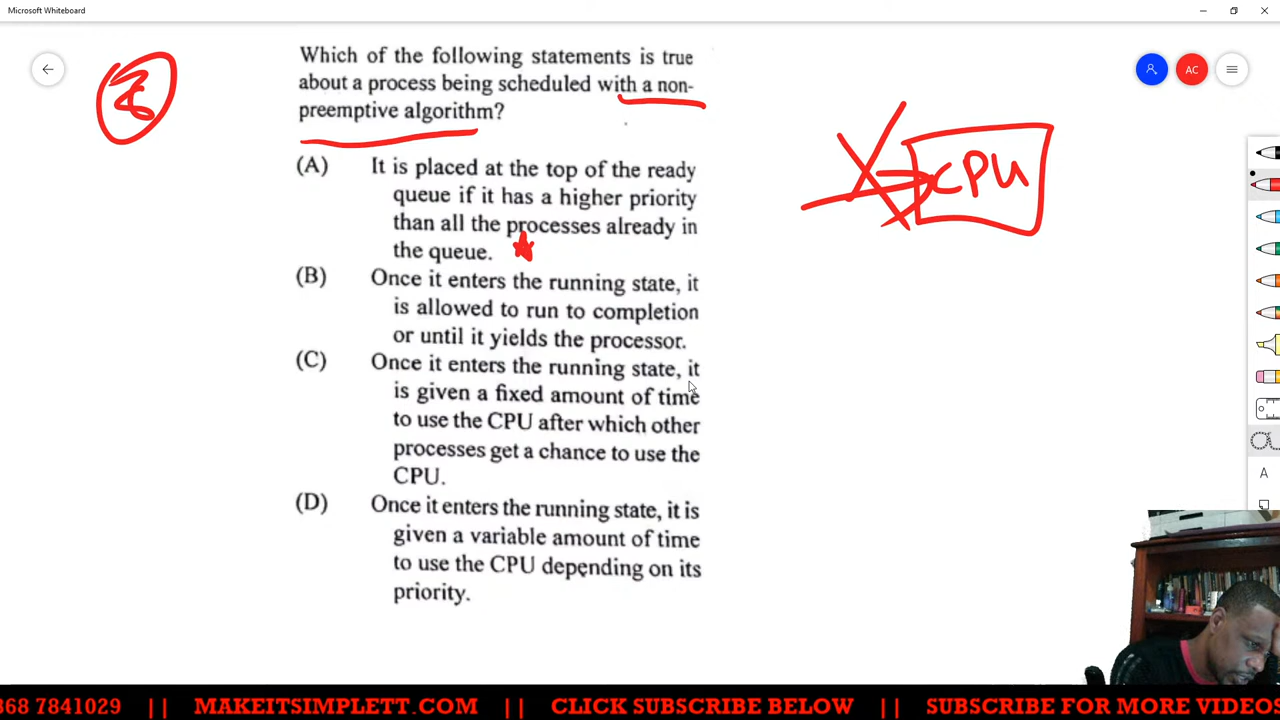 Microsoft Whiteboard
Which of the following statements is true
about a process being scheduled with a non-
preemptive algorithm?
AC
CPU
(A) It is placed at the top of the ready
queue if it has a higher priority
than all the processes already in
the queue.
(B) Once it enters the running state, it
is allowed to run to completion
or until it yields the processor.
(C) Once it enters the running state, it
is given a fixed amount of time
to use the CPU after which other
processes get a chance to use the
CPU.
(D) Once it enters the running state, it is
given a variable amount of time
to use the CPU depending on its
priority.
A
868 7841029 || MAKEITSIMPLETT.COM || CLICK SUBSCRIBE BELOW || SUBSCRIBE FOR MORE VIDEOS